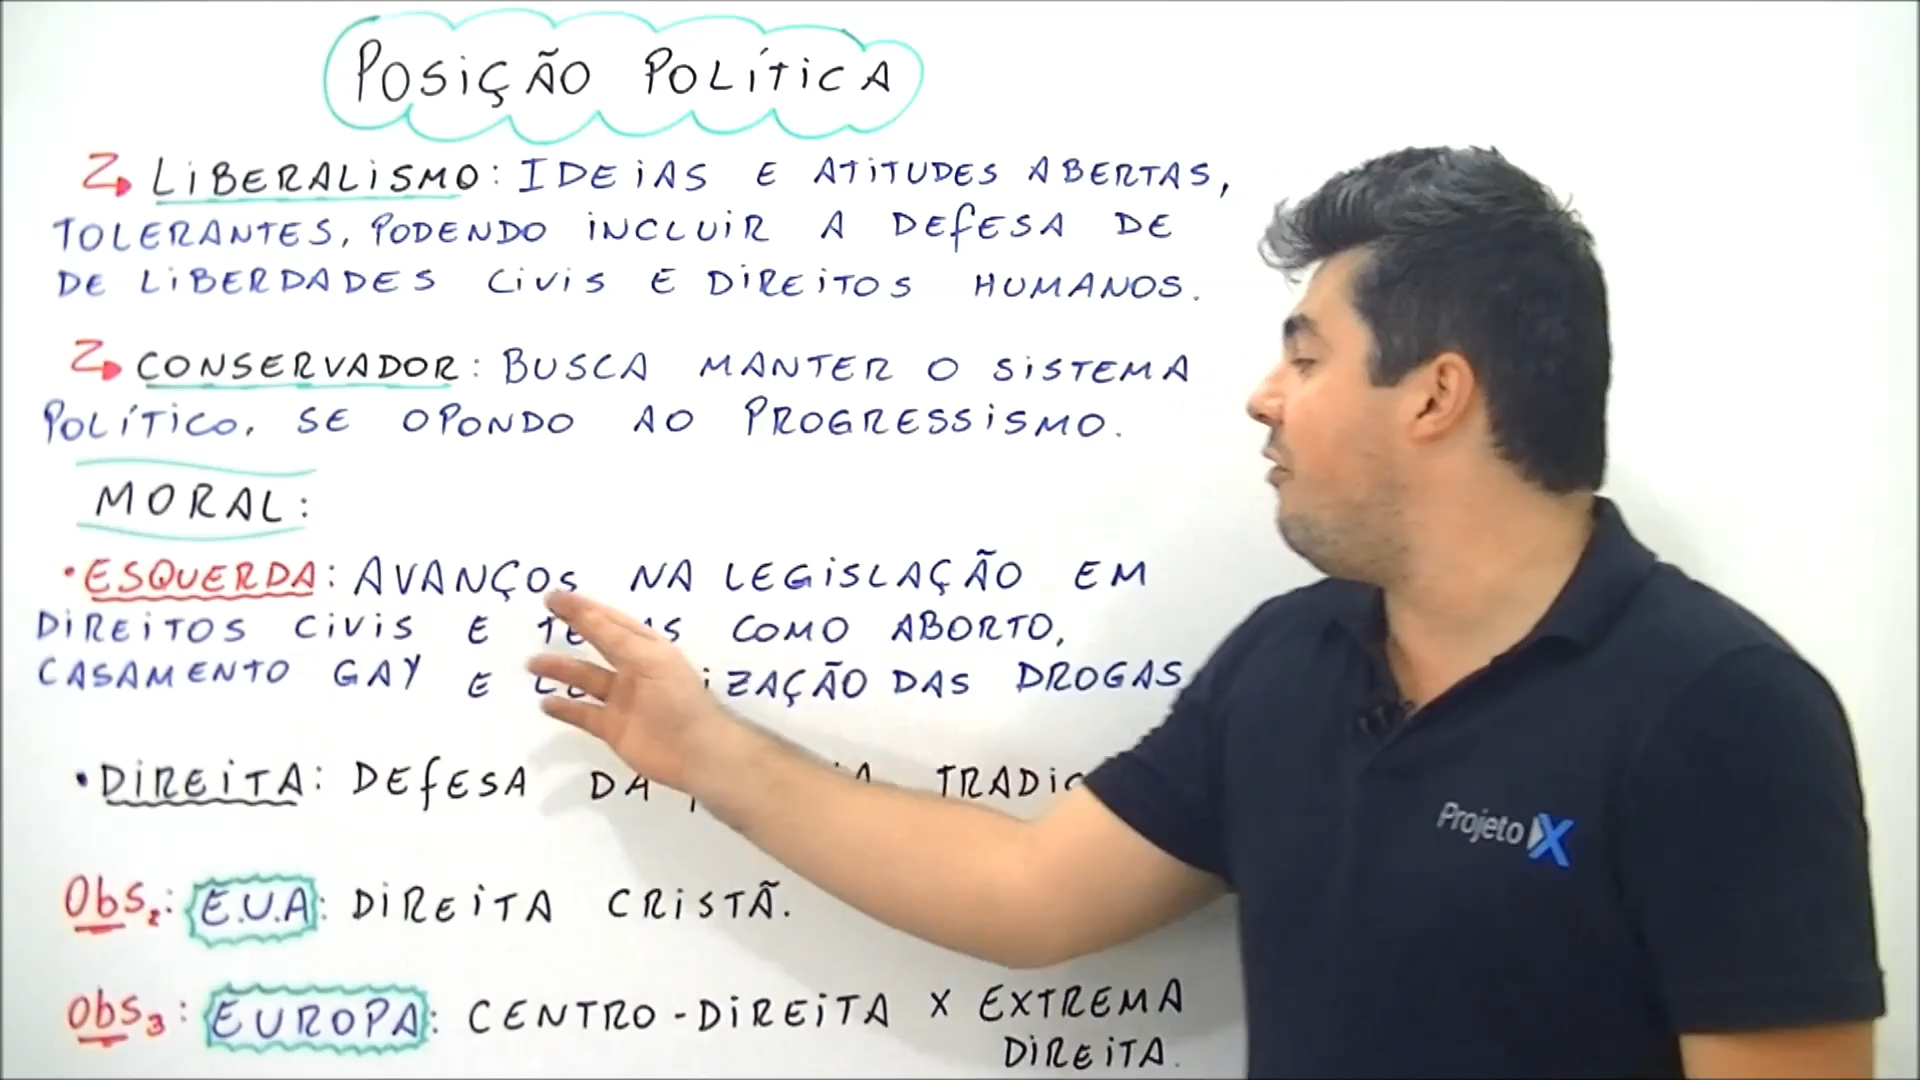 POSIÇÃO POLÍTICA
LIBERALISMO: IDEIAS E ATITUDES ABERTAS,
TOLERANTES, PODENDO INCLUIR A DEFESA DE
DE LIBERDADES CIVIS E DIREITOS HUMANOS.
CONSERVADOR: BUSCA MANTER O SISTEMA
POLÍTICO, SE OPONDO AO PROGRESSISMO.
MORAL:
• ESQUERDA: AVANÇOS NA LEGISLAÇÃO EM
DIREITOS CIVIS E COMO ABORTO,
CASAMENTO GAY E DAS DROGAS
• DIREITA: DEFESA DA
Obs2: E.U.A: DIREITA CRISTÃ.
Obs3: EUROPA: CENTRO-DIREITA X EXTREMA
DIREITA.
Projeto X